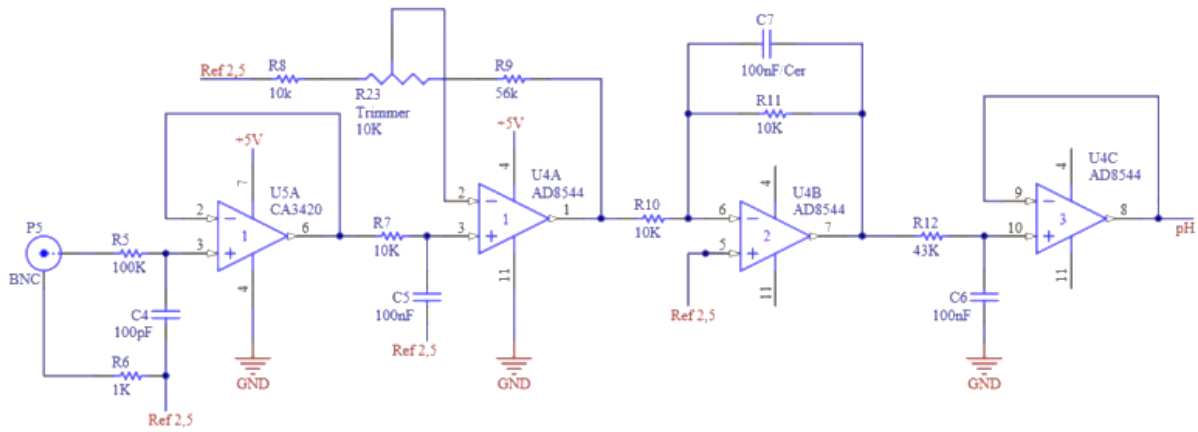 C7
100nF/Cer
Ref 2,5
R8
10k
R23
Trimmer
10K
R9
56k
R11
10K
+5V
+5V
7
4
U5A
CA3420
U4A
AD8544
4
U4B
AD8544
4
U4C
AD8544
2
3
1
6
4
R7
10K
2
3
1
1
11
R10
10K
6
5
2
7
11
R12
43K
9
10
3
8
11
pH
P5
BNC
R5
100K
C4
100pF
C5
100nF
Ref 2,5
Ref 2,5
C6
100nF
R6
1K
Ref 2,5
GND
GND
GND